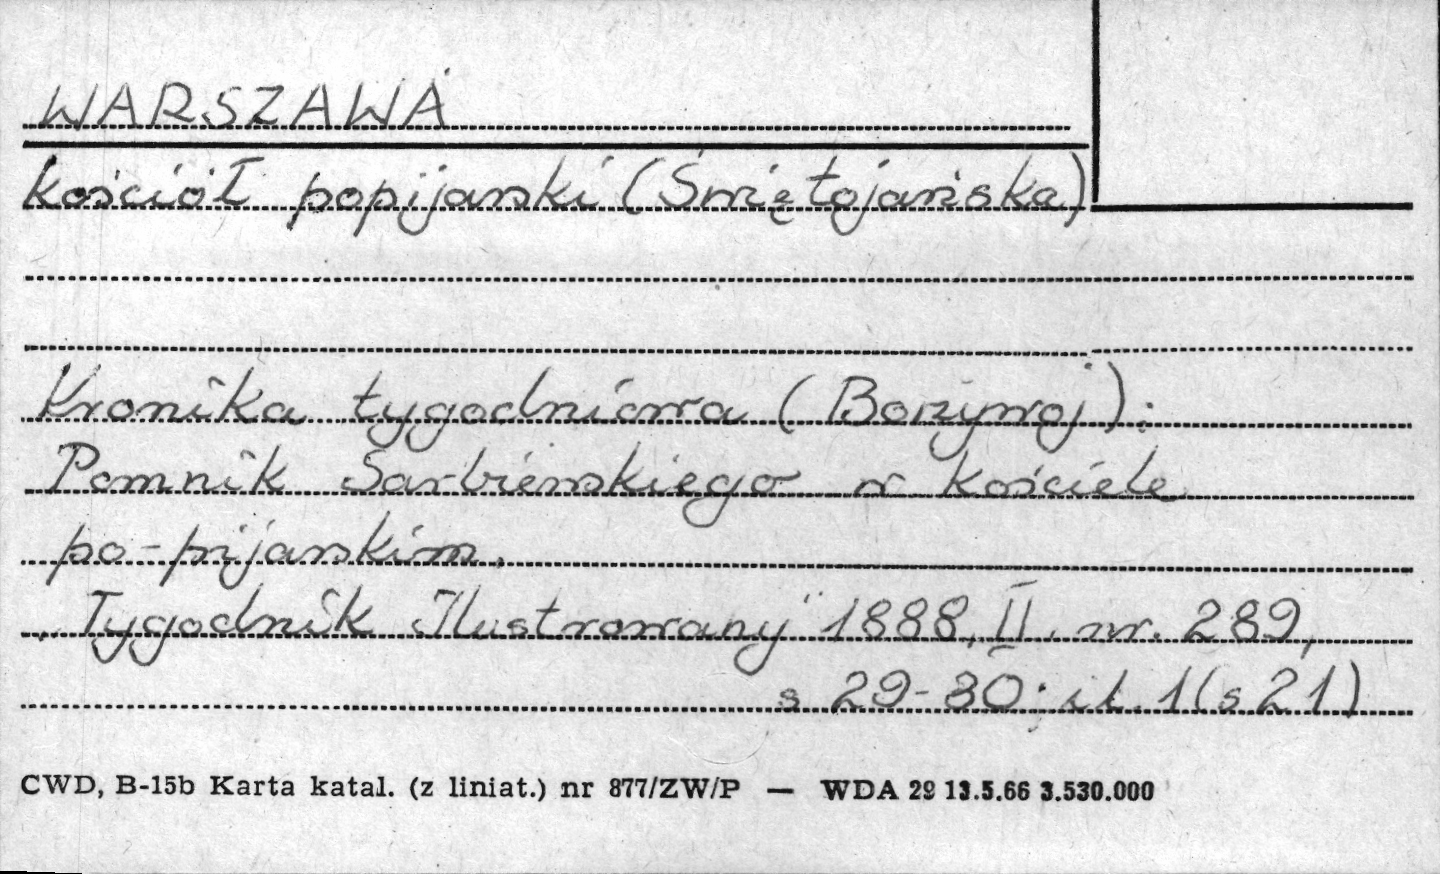 WARSZAWA
kościół popijarski (Świętojańska)
Kronika tygodniowa (Borzywoj):
Pomnik Sarbiewskiego w kościele
po-pijarskim.
"Tygodnik Ilustrowany" 1888, II. nr. 289,
s 29-30; il. 1 (s 21)
CWD, B-15b Karta katal. (z liniat.) nr 877/ZW/P — WDA 29 13.5.66 3.530.000